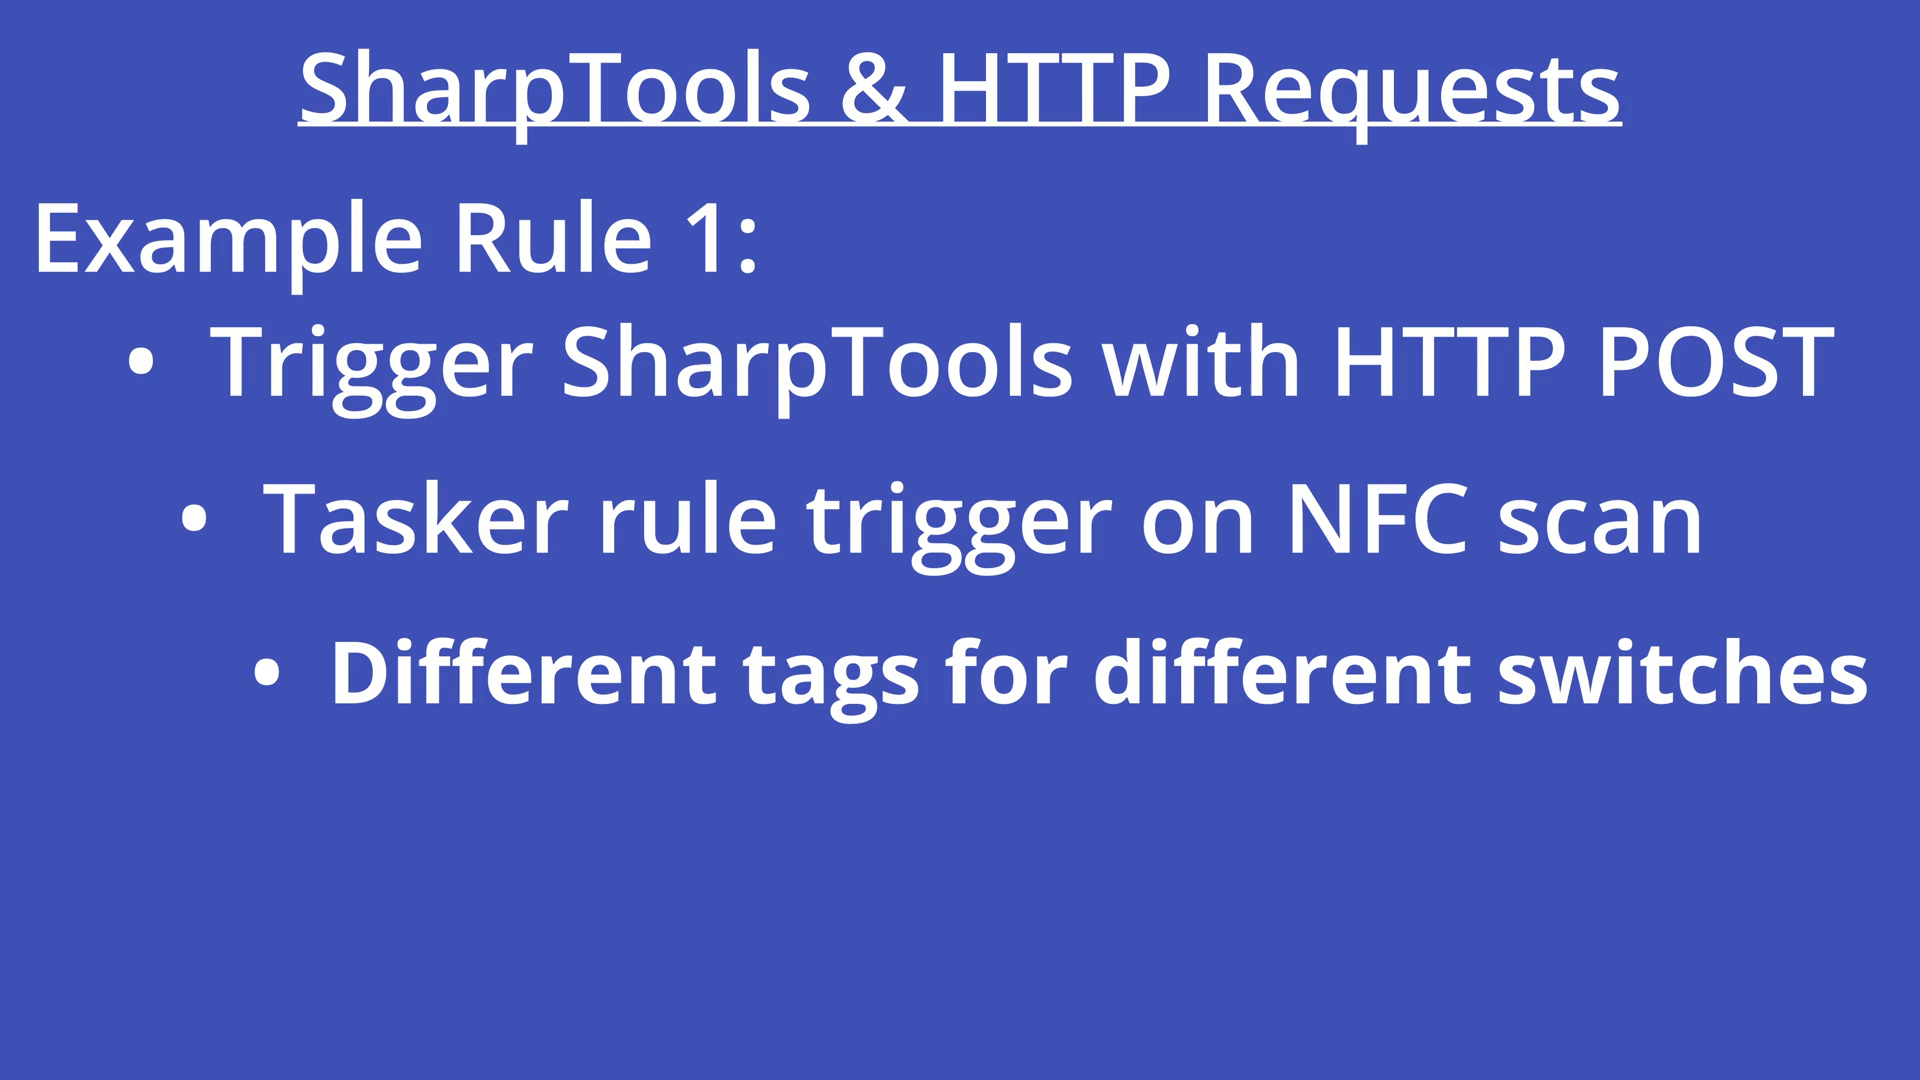 SharpTools & HTTP Requests
Example Rule 1:
• Trigger SharpTools with HTTP POST
• Tasker rule trigger on NFC scan
• Different tags for different switches